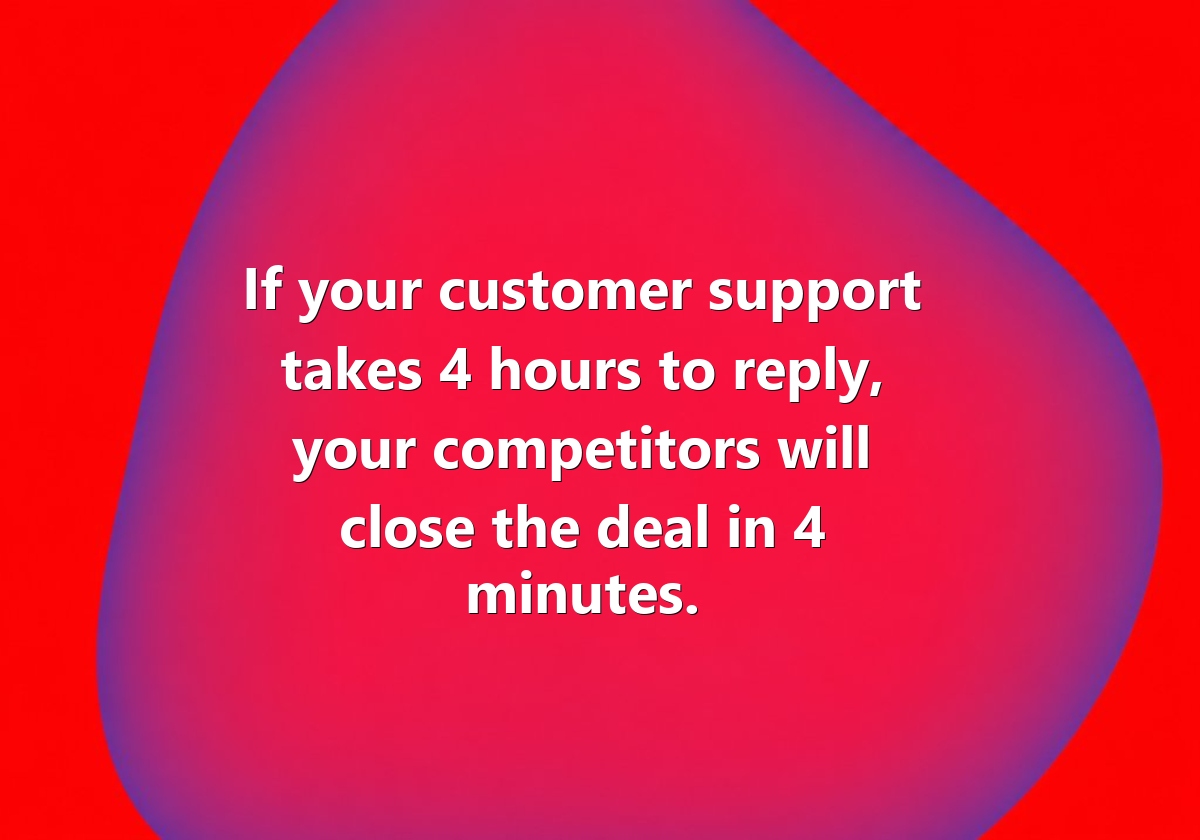 If your customer support
takes 4 hours to reply,
your competitors will
close the deal in 4
minutes.